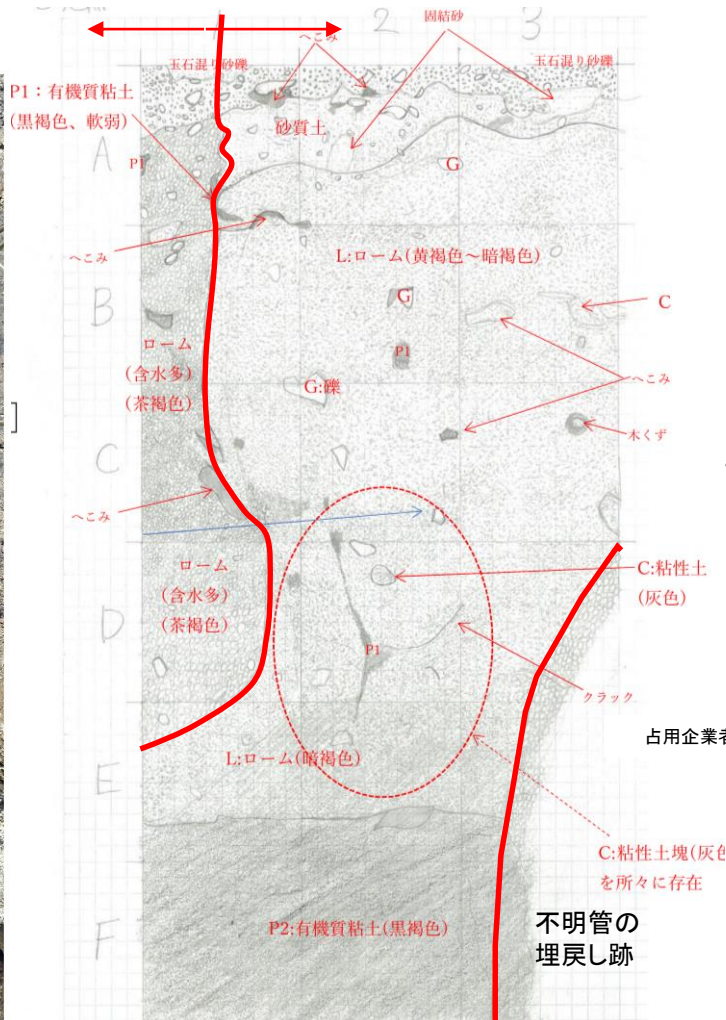 1
2
3
へこみ
固結砂
玉石混り砂礫
玉石混り砂礫
P1：有機質粘土
(黒褐色、軟弱)
砂質土
A
P1
G
へこみ
L:ローム(黄褐色～暗褐色)
B
G
C
P1
ローム
(含水多)
(茶褐色)
G:礫
へこみ
木くず
C
へこみ
ローム
(含水多)
(茶褐色)
C:粘性土
(灰色)
D
P1
クラック
占用企業者
L:ローム(暗褐色)
E
C:粘性土塊(灰色
を所々に存在
P2:有機質粘土(黒褐色)
F
不明管の
埋戻し跡